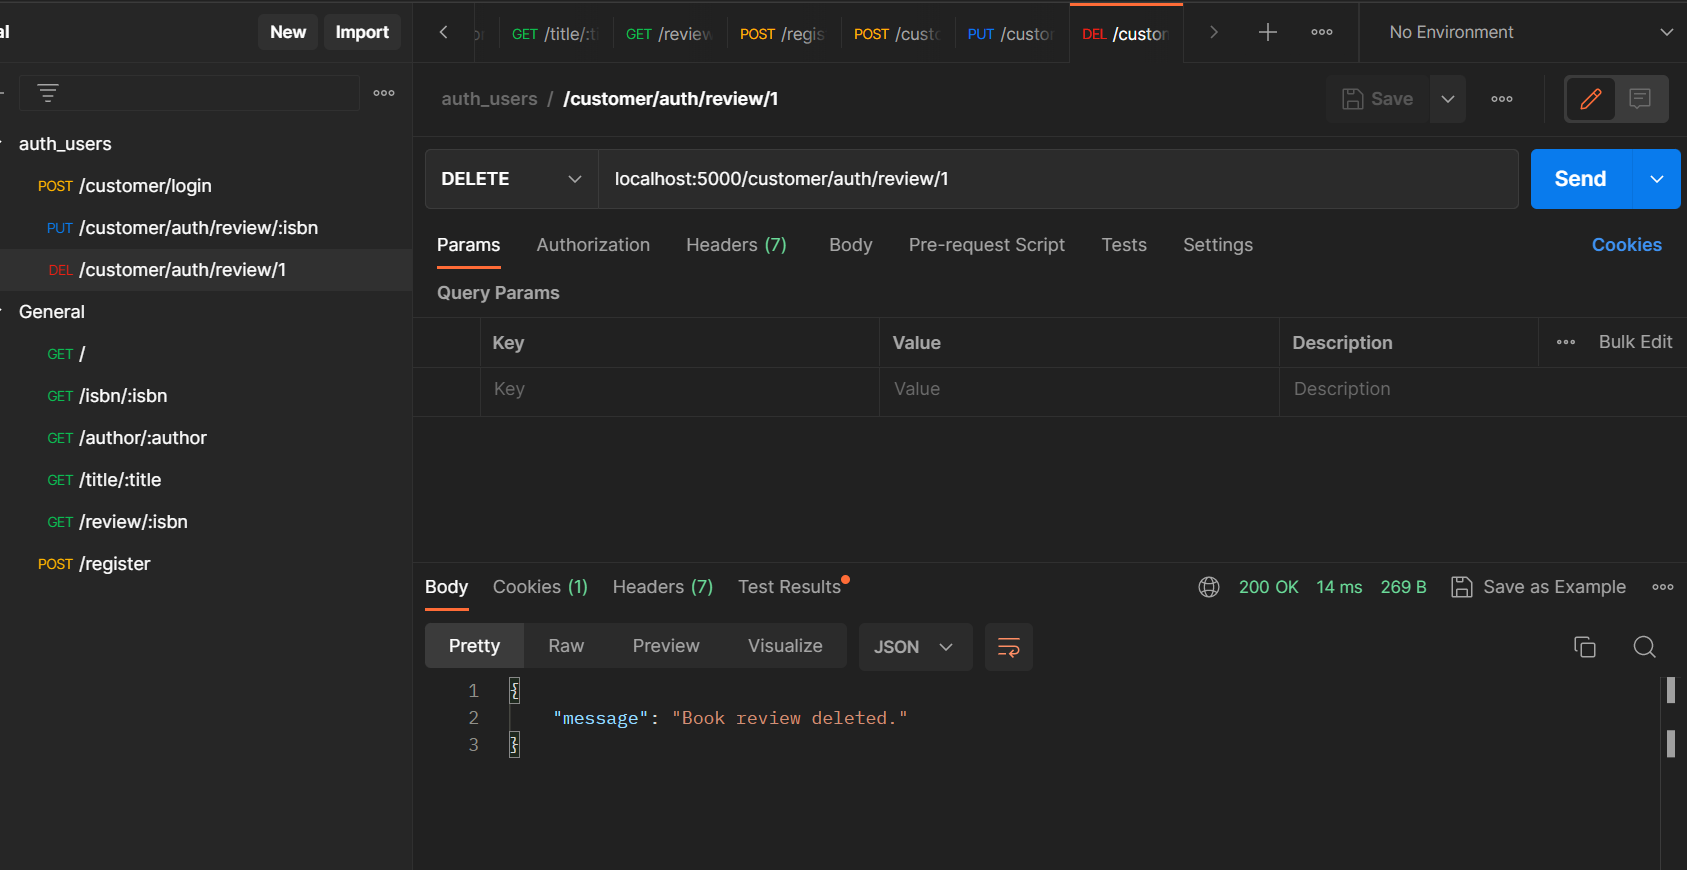 al
New
Import
GET /title/:ti
GET /review
POST /regis
POST /custo
PUT /custor
DEL /custor
No Environment
auth_users / /customer/auth/review/1
Save
auth_users
POST /customer/login
PUT /customer/auth/review/:isbn
DEL /customer/auth/review/1
General
GET /
GET /isbn/:isbn
GET /author/:author
GET /title/:title
GET /review/:isbn
POST /register
DELETE
localhost:5000/customer/auth/review/1
Send
Params
Authorization
Headers (7)
Body
Pre-request Script
Tests
Settings
Cookies
Query Params
Key
Value
Description
Bulk Edit
Key
Value
Description
Body
Cookies (1)
Headers (7)
Test Results
200 OK
14 ms
269 B
Save as Example
Pretty
Raw
Preview
Visualize
JSON
1 {
2 "message": "Book review deleted."
3 }